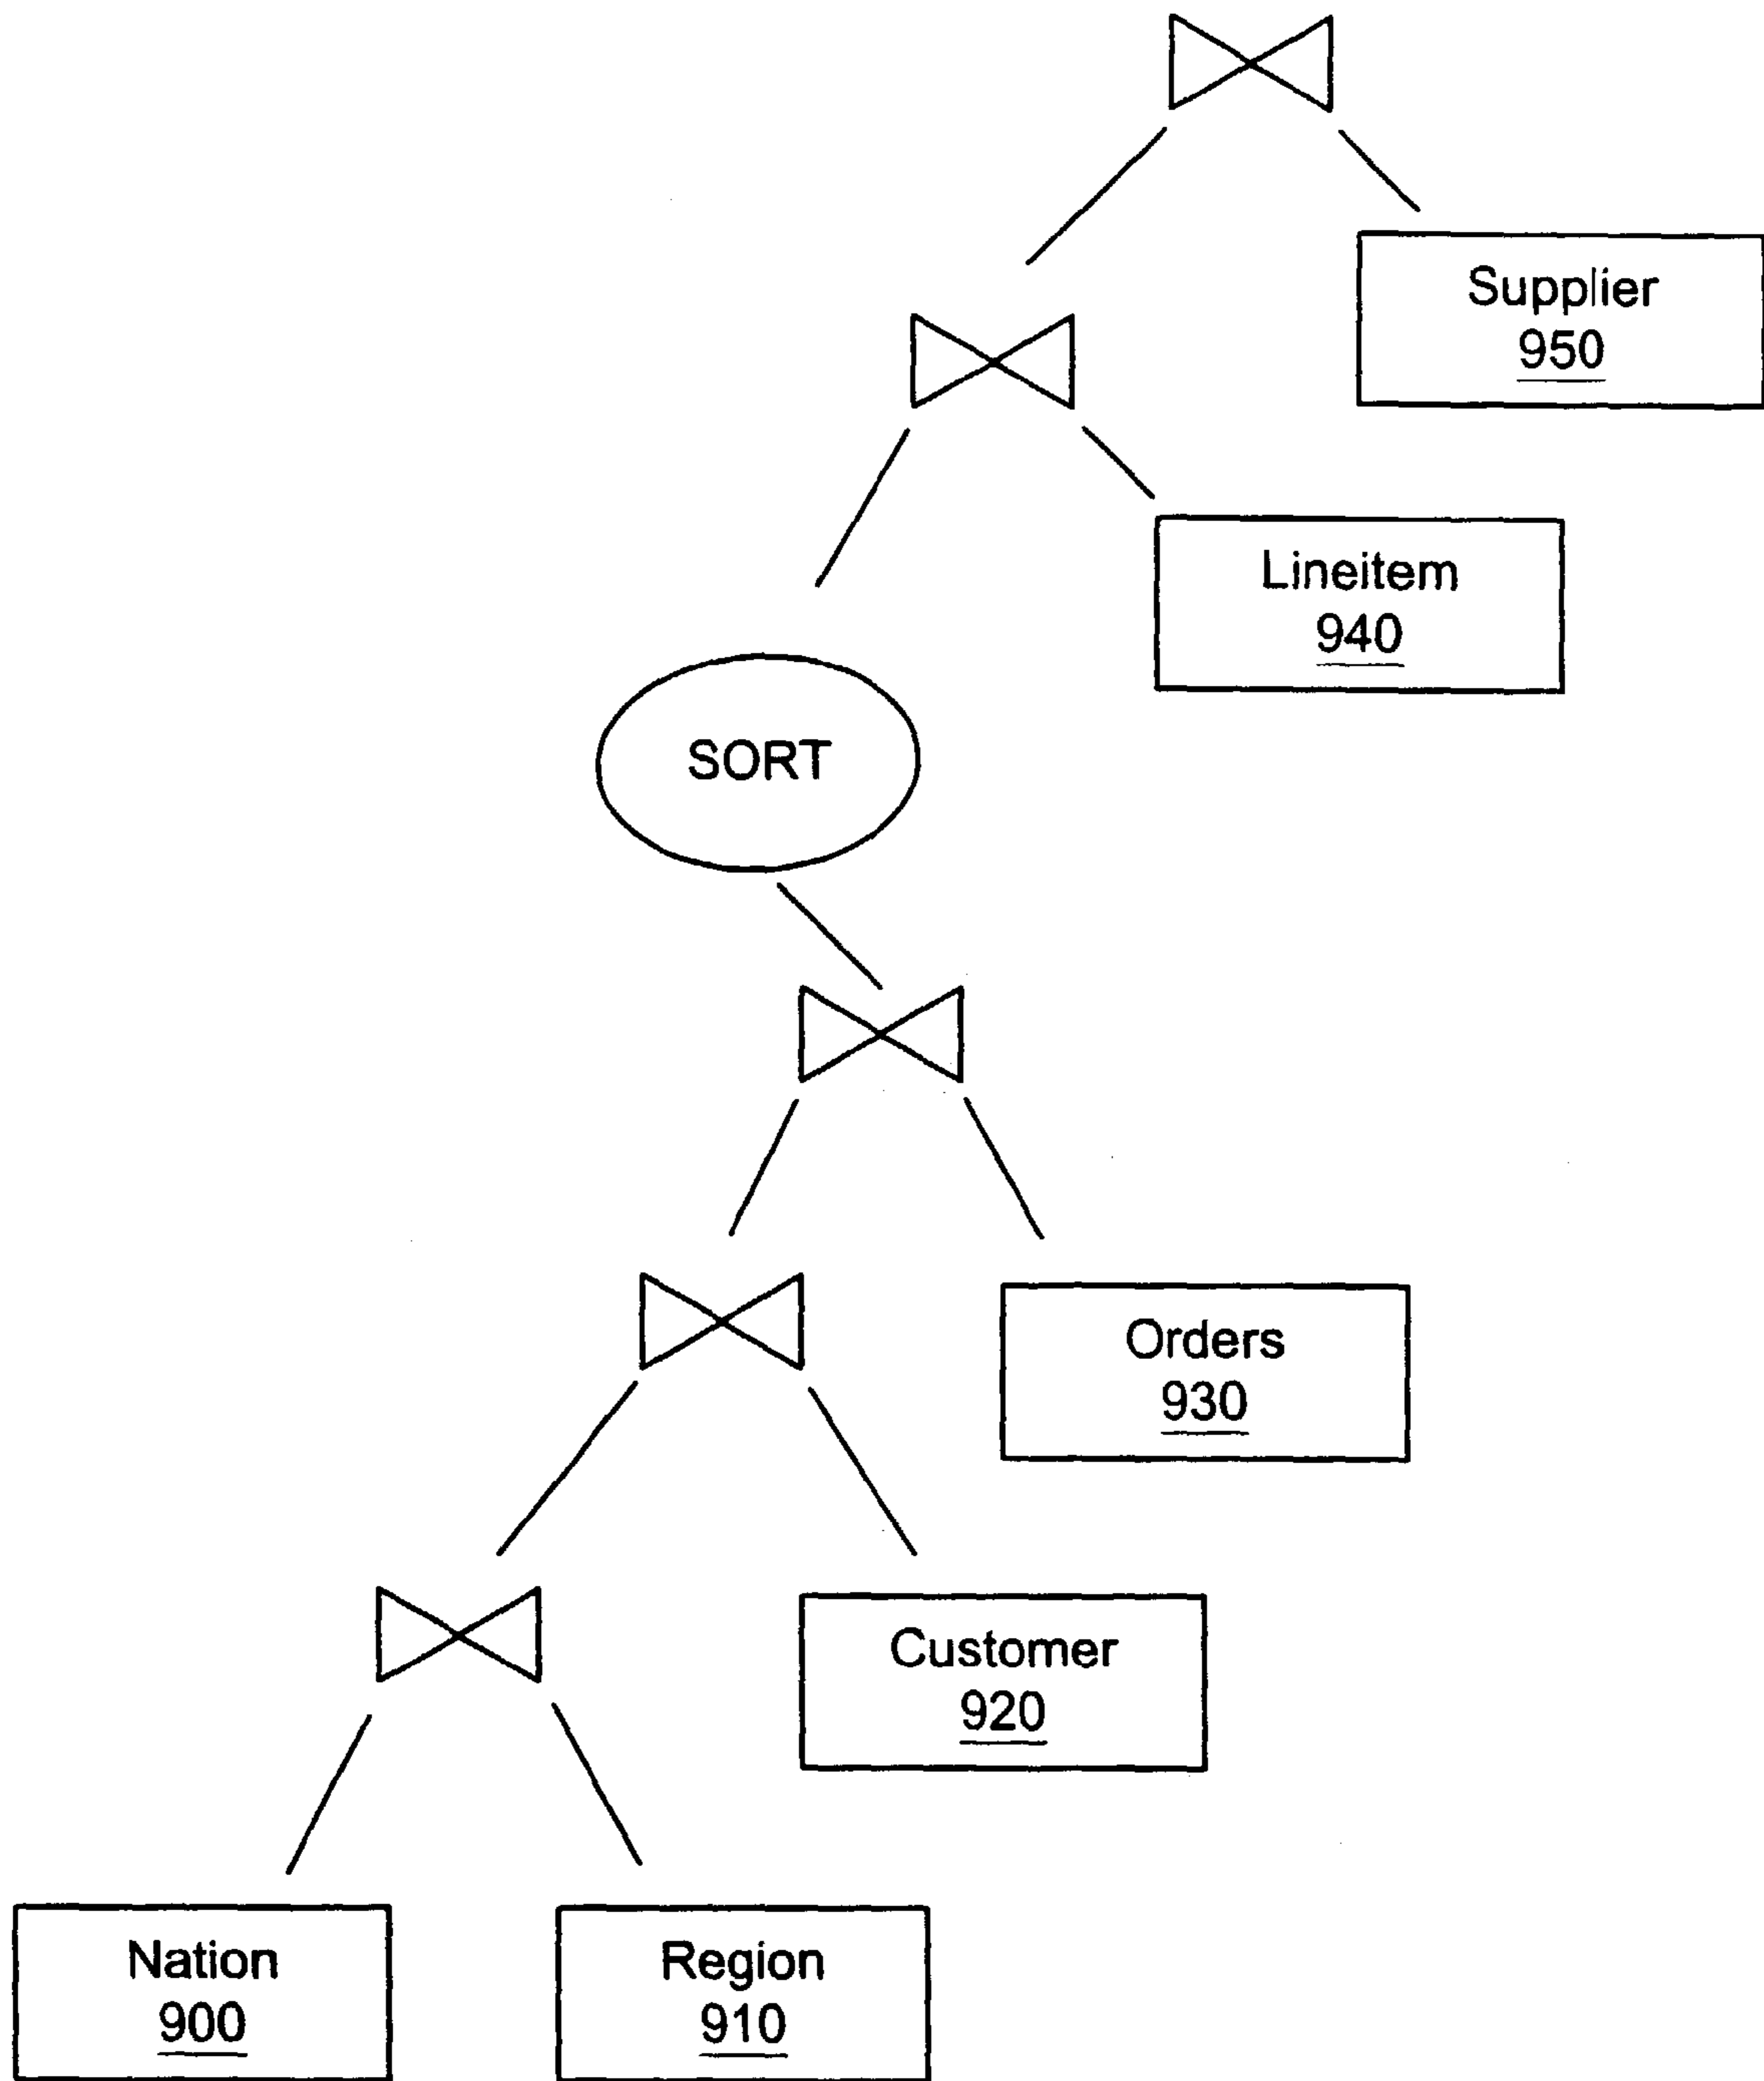 Supplier
950
Lineitem
940
SORT
Orders
930
Customer
920
Nation
900
Region
910